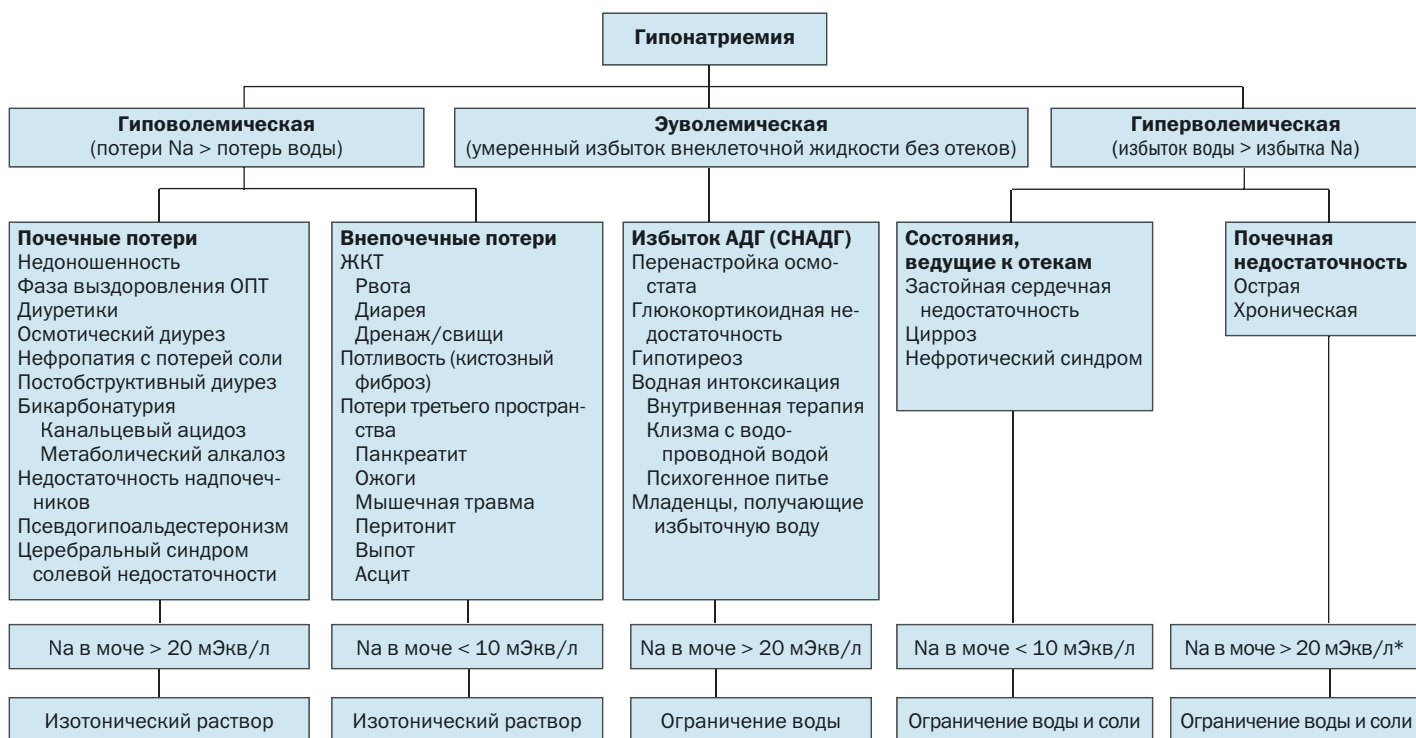 Гипонатриемия
Гиповолемическая
(потери Na > потерь воды)
Эуволемическая
(умеренный избыток внеклеточной жидкости без отеков)
Гиперволемическая
(избыток воды > избытка Na)
Почечные потери
Недоношенность
Фаза выздоровления ОПТ
Диуретики
Осмотический диурез
Нефропатия с потерей соли
Постобструктивный диурез
Бикарбонатурия
Канальцевый ацидоз
Метаболический алкалоз
Недостаточность надпочеч-
ников
Псевдогипоальдестеронизм
Церебральный синдром
солевой недостаточности
Внепочечные потери
ЖКТ
Рвота
Диарея
Дренаж/свищи
Потливость (кистозный
фиброз)
Потери третьего простран-
ства
Панкреатит
Ожоги
Мышечная травма
Перитонит
Выпот
Асцит
Избыток АДГ (СНАДГ)
Перенастройка осмо-
стата
Глюкокортикоидная не-
достаточность
Гипотиреоз
Водная интоксикация
Внутривенная терапия
Клизма с водо-
проводной водой
Психогенное питье
Младенцы, получающие
избыточную воду
Состояния,
ведущие к отекам
Застойная сердечная
недостаточность
Цирроз
Нефротический синдром
Почечная
недостаточность
Острая
Хроническая
Na в моче > 20 мЭкв/л
Na в моче < 10 мЭкв/л
Na в моче > 20 мЭкв/л
Na в моче < 10 мЭкв/л
Na в моче > 20 мЭкв/л*
Изотонический раствор
Изотонический раствор
Ограничение воды
Ограничение воды и соли
Ограничение воды и соли